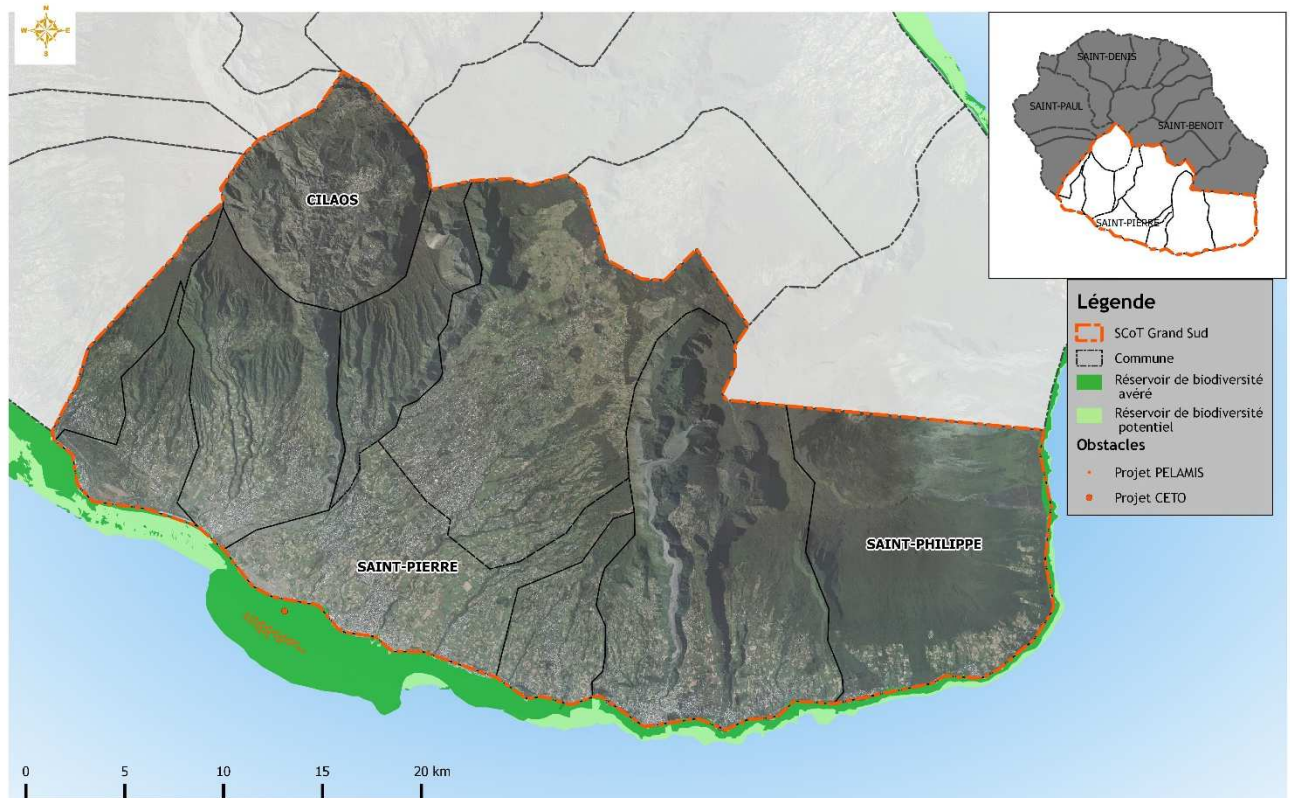 N
W E
S
SAINT-DENIS
SAINT-PAUL
SAINT-BENOIT
SAINT-PIERRE
CILAOS
Légende
SCoT Grand Sud
Commune
Réservoir de biodiversité
avéré
Réservoir de biodiversité
potentiel
Obstacles
Projet PELAMIS
Projet CETO
SAINT-PHILIPPE
SAINT-PIERRE
0 5 10 15 20 km